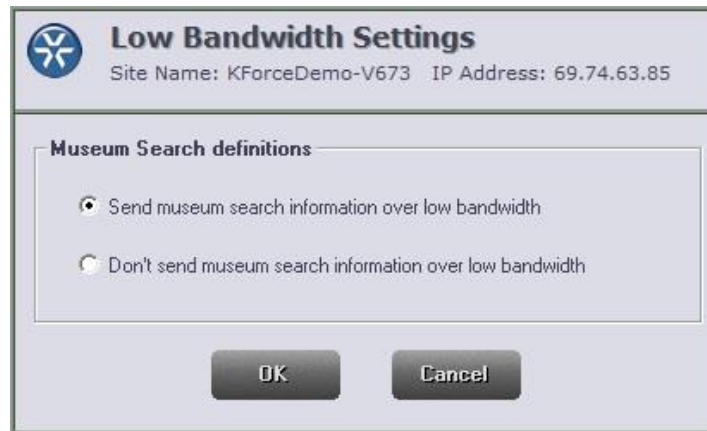 Low Bandwidth Settings
Site Name: KForceDemo-V673 IP Address: 69.74.63.85
Museum Search definitions
Send museum search information over low bandwidth
Don't send museum search information over low bandwidth
OK Cancel